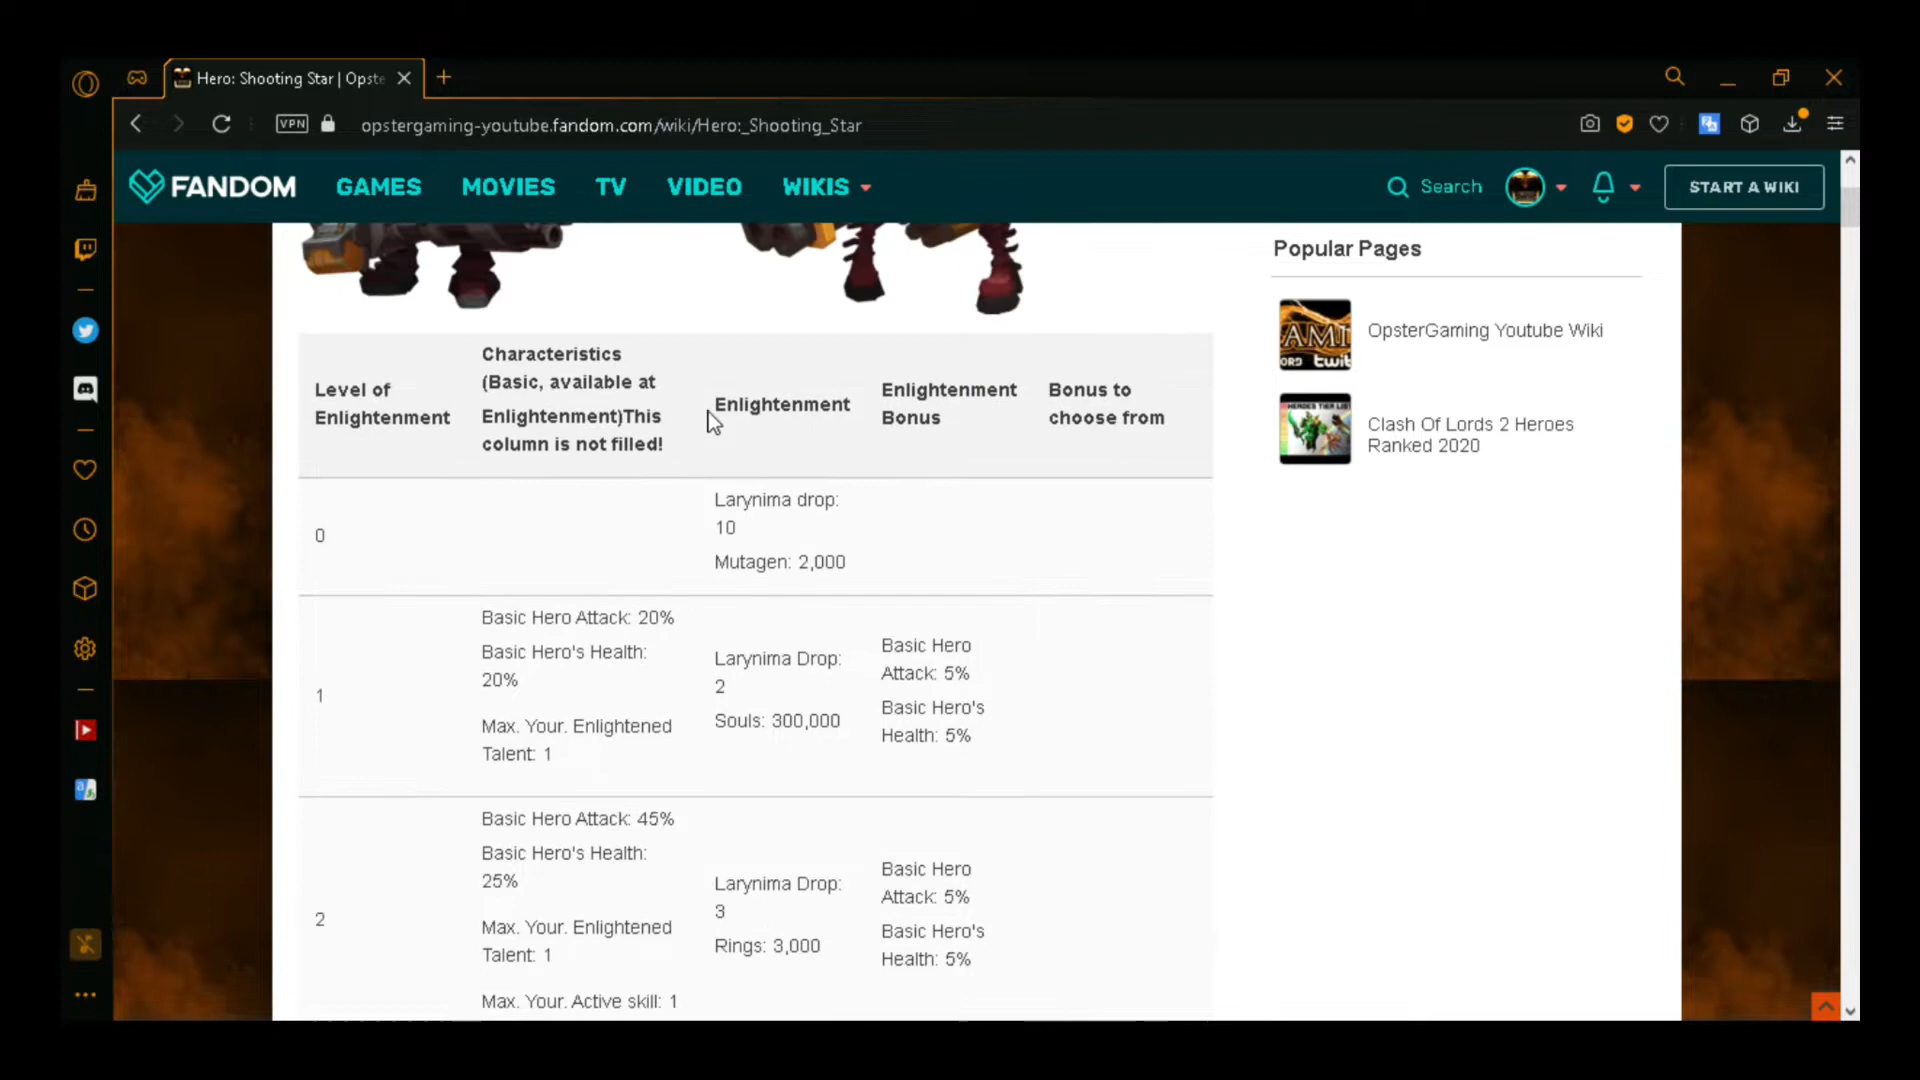 Hero: Shooting Star | Opste
VPN
opstergaming-youtube.fandom.com/wiki/Hero:_Shooting_Star
FANDOM
GAMES
MOVIES
TV
VIDEO
WIKIS
Search
START A WIKI
Popular Pages
OpsterGaming Youtube Wiki
Clash Of Lords 2 Heroes
Ranked 2020
Level of
Enlightenment
Characteristics
(Basic, available at
Enlightenment)This
column is not filled!
Enlightenment
Enlightenment
Bonus
Bonus to
choose from
0
Larynima drop:
10
Mutagen: 2,000
1
Basic Hero Attack: 20%
Basic Hero's Health:
20%
Max. Your. Enlightened
Talent: 1
Larynima Drop:
2
Souls: 300,000
Basic Hero
Attack: 5%
Basic Hero's
Health: 5%
2
Basic Hero Attack: 45%
Basic Hero's Health:
25%
Max. Your. Enlightened
Talent: 1
Max. Your. Active skill: 1
Larynima Drop:
3
Rings: 3,000
Basic Hero
Attack: 5%
Basic Hero's
Health: 5%